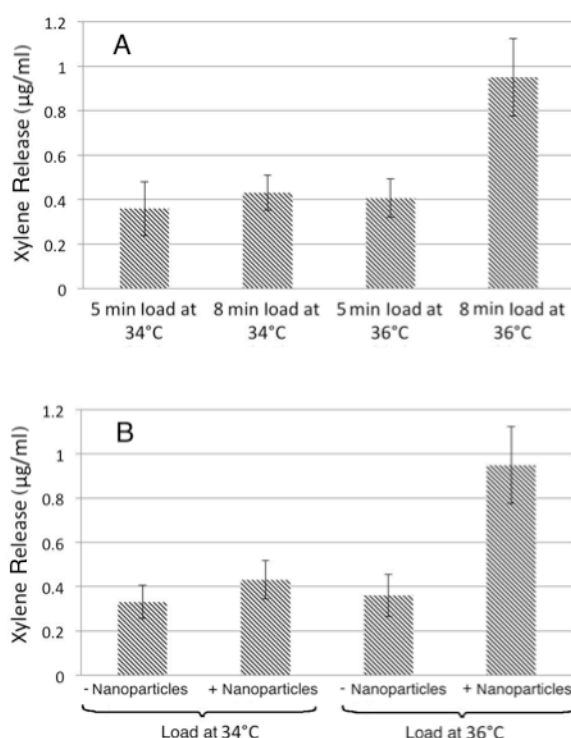 A
Xylene Release (µg/ml)
1.2
1
0.8
0.6
0.4
0.2
0
5 min load at 34°C
8 min load at 34°C
5 min load at 36°C
8 min load at 36°C
B
Xylene Release (µg/ml)
1.2
1
0.8
0.6
0.4
0.2
0
- Nanoparticles + Nanoparticles - Nanoparticles + Nanoparticles
Load at 34°C Load at 36°C